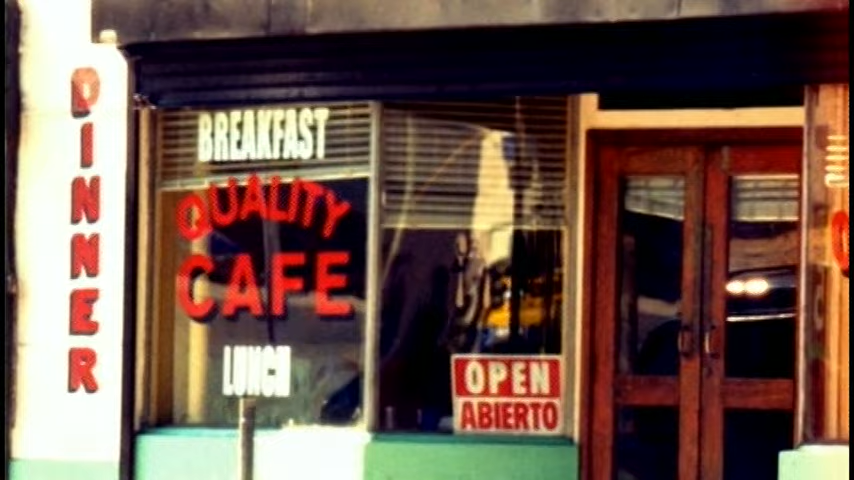 DINNER
BREAKFAST
QUALITY
CAFE
LUNCH
OPEN
ABIERTO